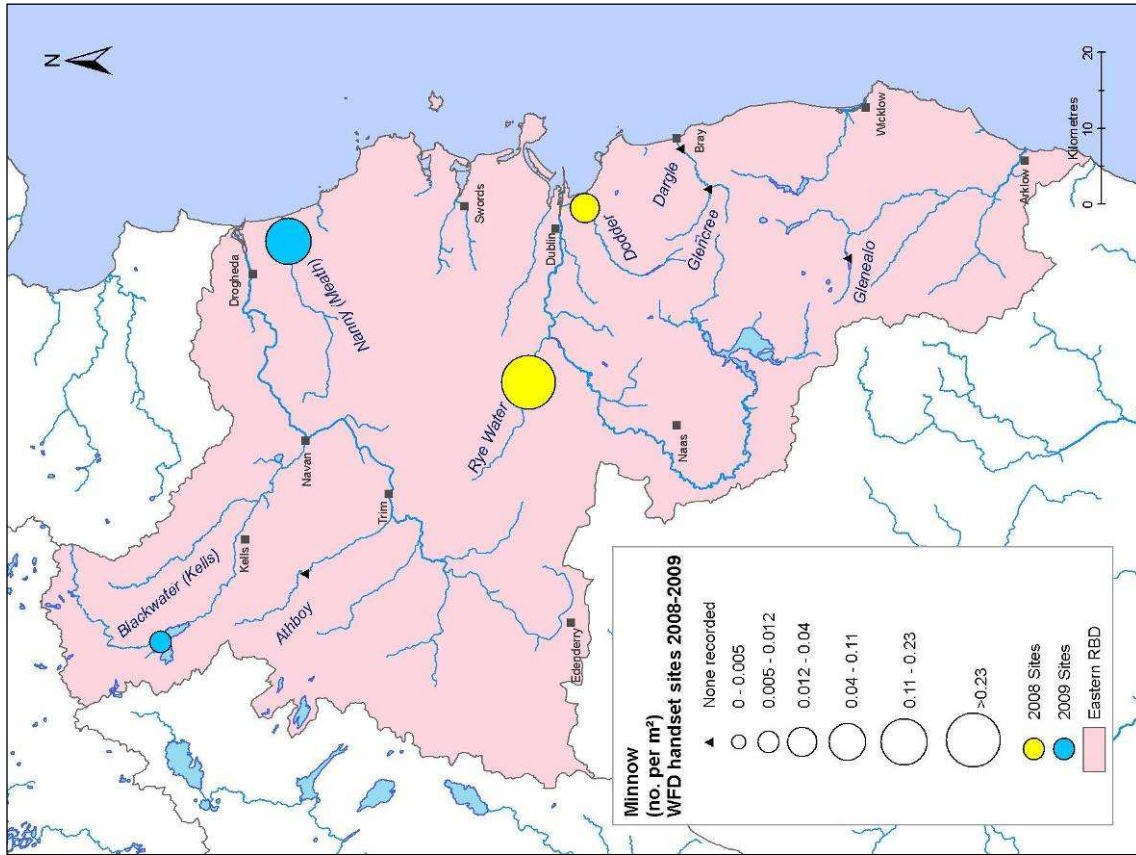 N
Drogheda
Nanny (Meath)
Blackwater (Kells)
Kells
Navan
Athboy
Trim
Swords
Rye Water
Dublin
Dodder
Edenderry
Naas
Dargle
Bray
Glencree
Glenealo
Wicklow
Arklow
0 10 20
Kilometres
Minnow
(no. per m²)
WFD handset sites 2008-2009
None recorded
0 - 0.005
0.005 - 0.012
0.012 - 0.04
0.04 - 0.11
0.11 - 0.23
>0.23
2008 Sites
2009 Sites
Eastern RBD